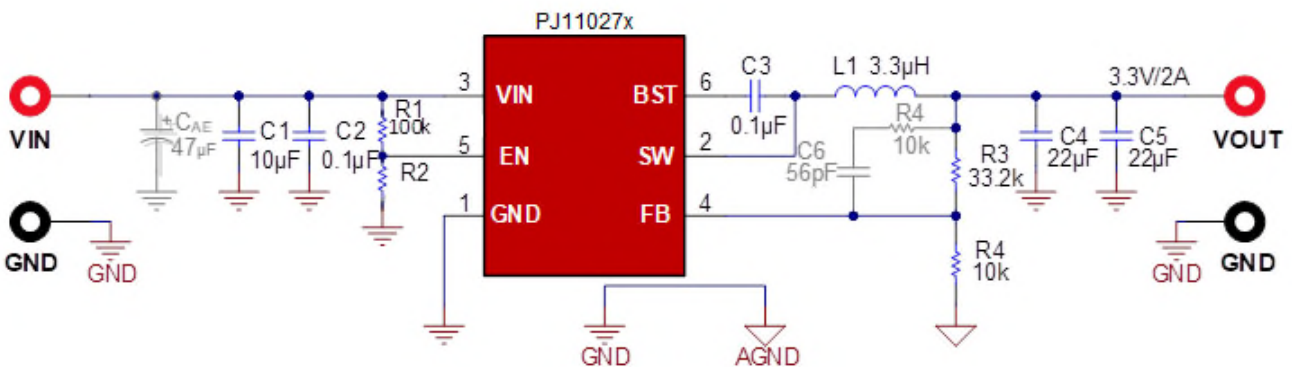 PJ11027x
VIN
GND
GND
CAE
47µF
C1
10µF
C2
0.1µF
R1
100k
R2
3
5
1
VIN
EN
GND
BST
SW
FB
6
2
4
C3
0.1µF
L1 3.3µH
R4
10k
C6
56pF
R3
33.2k
R4
10k
C4
22µF
C5
22µF
3.3V/2A
VOUT
GND
GND
GND
AGND